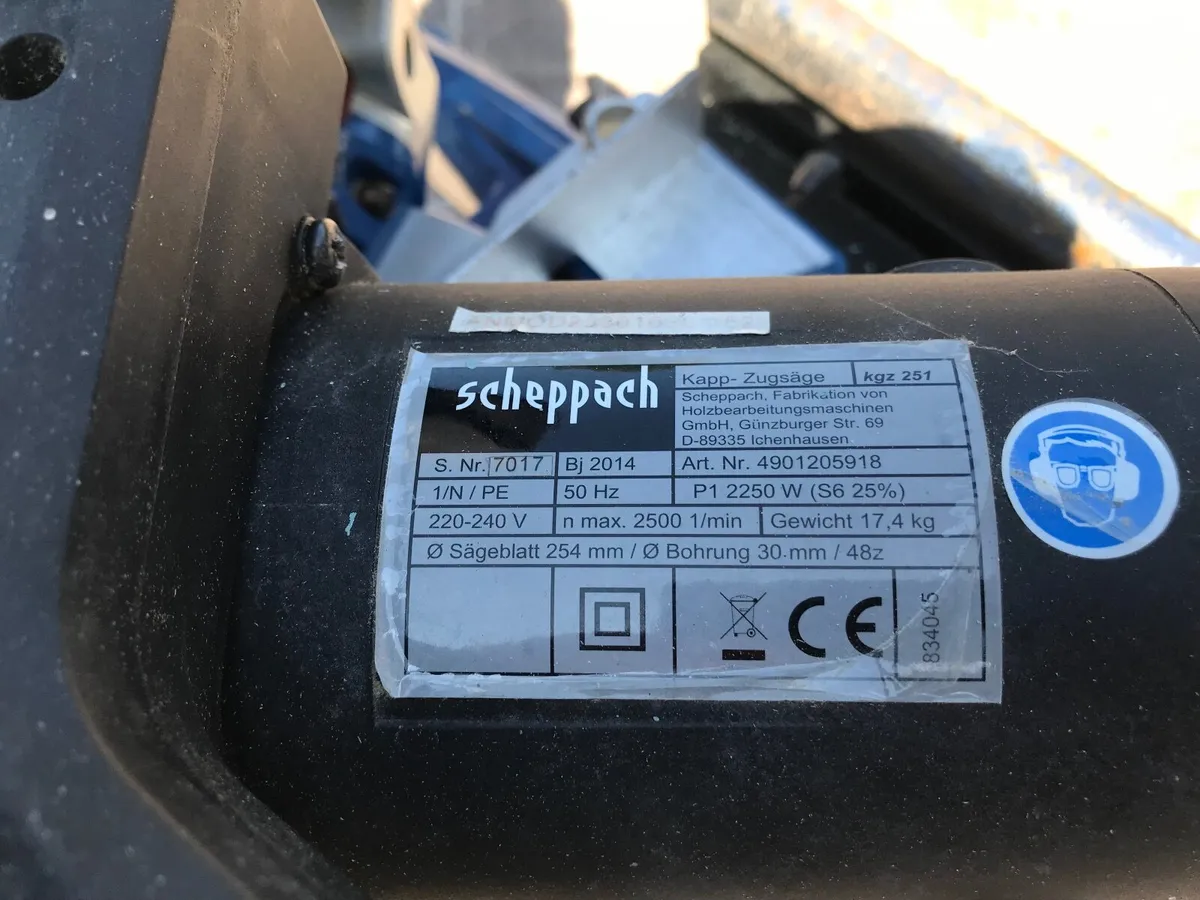 scheppach
Kapp- Zugsäge kgz 251
Scheppach, Fabrikation von
Holzbearbeitungsmaschinen
GmbH, Günzburger Str. 69
D-89335 Ichenhausen
S. Nr. 7017 Bj 2014 Art. Nr. 4901205918
1/N / PE 50 Hz P1 2250 W (S6 25%)
220-240 V n max. 2500 1/min Gewicht 17,4 kg
Ø Sägeblatt 254 mm / Ø Bohrung 30 mm / 48z
CE
834045